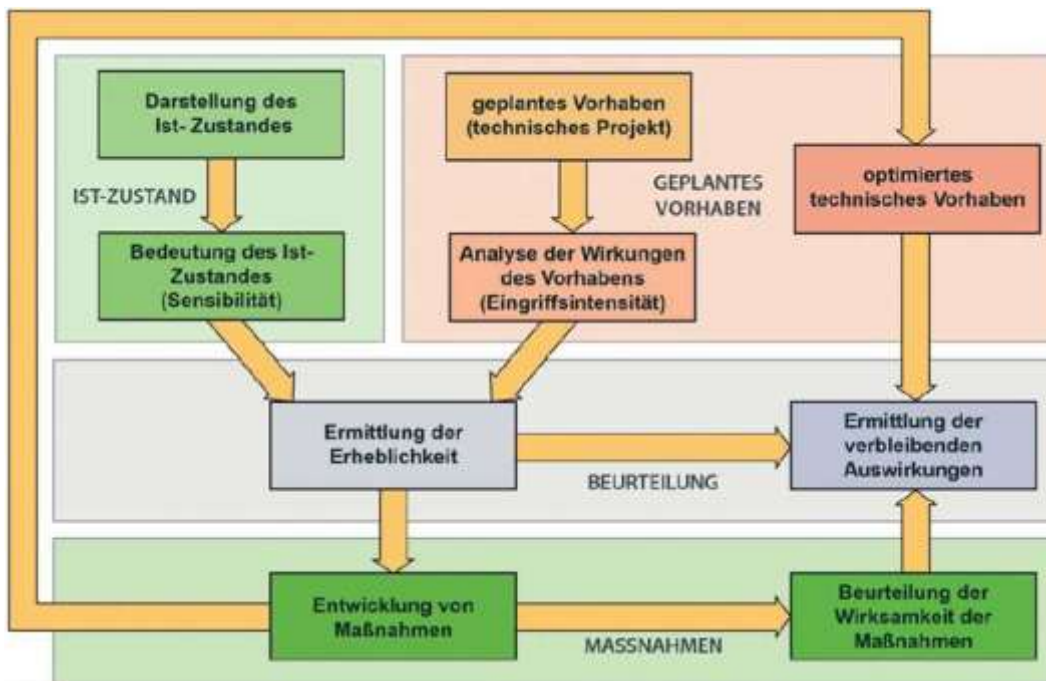 Darstellung des
Ist- Zustandes
geplantes Vorhaben
(technisches Projekt)
optimiertes
technisches Vorhaben
IST-ZUSTAND
GEPLANTES
VORHABEN
Bedeutung des Ist-
Zustandes
(Sensibilität)
Analyse der Wirkungen
des Vorhabens
(Eingriffsintensität)
Ermittlung der
Erheblichkeit
BEURTEILUNG
Ermittlung der
verbleibenden
Auswirkungen
Entwicklung von
Maßnahmen
MASSNAHMEN
Beurteilung der
Wirksamkeit der
Maßnahmen